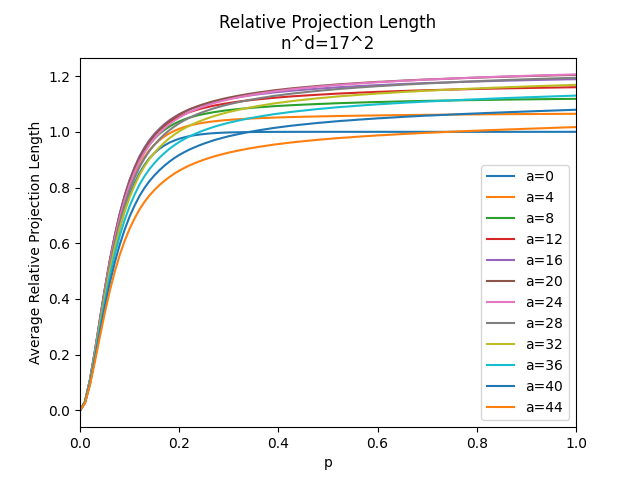 Relative Projection Length
n^d=17^2
Average Relative Projection Length
1.2
1.0
0.8
0.6
0.4
0.2
0.0
a=0
a=4
a=8
a=12
a=16
a=20
a=24
a=28
a=32
a=36
a=40
a=44
0.0 0.2 0.4 0.6 0.8 1.0
p